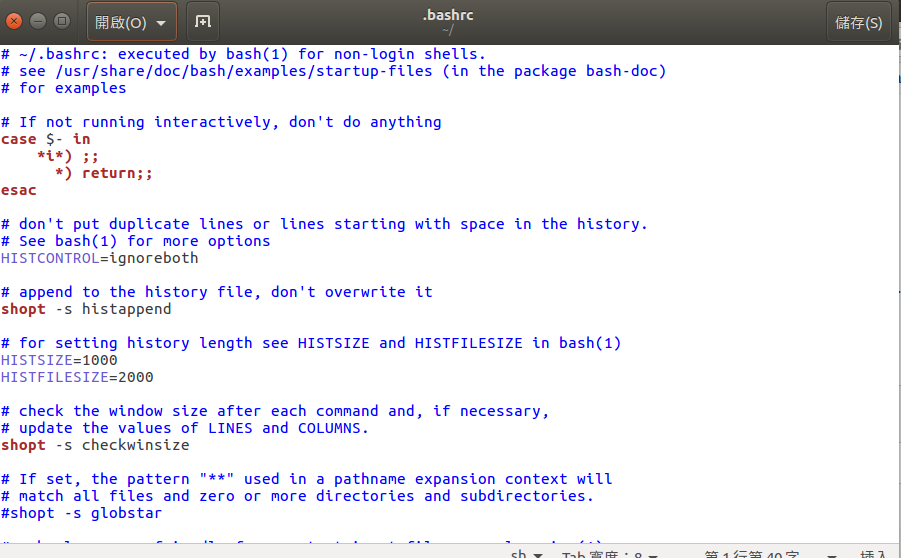 開啟(O)
.bashrc
~/
儲存(S)
# ~/.bashrc: executed by bash(1) for non-login shells.
# see /usr/share/doc/bash/examples/startup-files (in the package bash-doc)
# for examples
# If not running interactively, don't do anything
case $- in
    *i*) ;;
      *) return;;
esac
# don't put duplicate lines or lines starting with space in the history.
# See bash(1) for more options
HISTCONTROL=ignoreboth
# append to the history file, don't overwrite it
shopt -s histappend
# for setting history length see HISTSIZE and HISTFILESIZE in bash(1)
HISTSIZE=1000
HISTFILESIZE=2000
# check the window size after each command and, if necessary,
# update the values of LINES and COLUMNS.
shopt -s checkwinsize
# If set, the pattern "**" used in a pathname expansion context will
# match all files and zero or more directories and subdirectories.
#shopt -s globstar
sh Tab 寬度：8 第 1 行第 40 字 插入